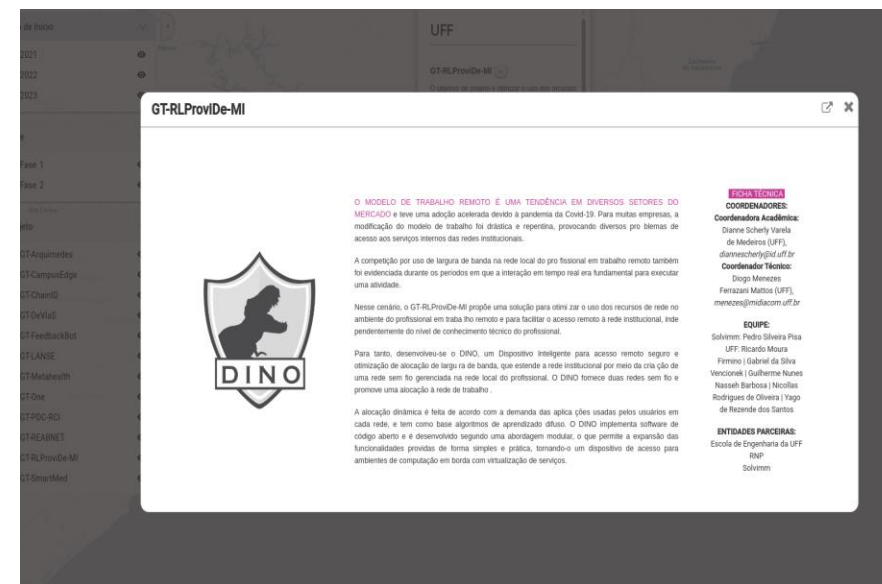 de Início
2021
2022
2023
Fase 1
Fase 2
GT-Arquimedes
GT-CampusEdge
GT-ChainID
GT-DeViaS
GT-FeedbackBot
GT-LANSE
GT-Metahealth
GT-One
GT-PDC-RCI
GT-REABNET
GT-RLProviDe-MI
GT-SmartMed
UFF
GT-RLProviDe-MI
GT-RLProviDe-MI
DINO
O MODELO DE TRABALHO REMOTO É UMA TENDÊNCIA EM DIVERSOS SETORES DO
MERCADO e teve uma adoção acelerada devido à pandemia da Covid-19. Para muitas empresas, a
modificação do modelo de trabalho foi drástica e repentina, provocando diversos pro blemas de
acesso aos serviços internos das redes institucionais.
A competição por uso de largura de banda na rede local do pro fissional em trabalho remoto também
foi evidenciada durante os períodos em que a interação em tempo real era fundamental para executar
uma atividade.
Nesse cenário, o GT-RLProviDe-MI propõe uma solução para otimi zar o uso dos recursos de rede no
ambiente do profissional em traba lho remoto e para facilitar o acesso remoto à rede institucional, inde
pendentemente do nível de conhecimento técnico do profissional.
Para tanto, desenvolveu-se o DINO, um Dispositivo Inteligente para acesso remoto seguro e
otimização de alocação de largu ra de banda, que estende a rede institucional por meio da cria ção de
uma rede sem fio gerenciada na rede local do profissional. O DINO fornece duas redes sem fio e
promove uma alocação à rede de trabalho .
A alocação dinâmica é feita de acordo com a demanda das aplica ções usadas pelos usuários em
cada rede, e tem como base algoritmos de aprendizado difuso. O DINO implementa software de
código aberto e é desenvolvido segundo uma abordagem modular, o que permite a expansão das
funcionalidades providas de forma simples e prática, tornando-o um dispositivo de acesso para
ambientes de computação em borda com virtualização de serviços.
FICHA TÉCNICA
COORDENADORES:
Coordenadora Acadêmica:
Dianne Scherly Varela
de Medeiros (UFF),
diannescherly@id.uff.br
Coordenador Técnico:
Diogo Menezes
Ferrazani Mattos (UFF),
menezes@midiacom.uff.br
EQUIPE:
Solvimm: Pedro Silveira Pisa
UFF: Ricardo Moura
Firmino | Gabriel da Silva
Vencionek | Guilherme Nunes
Nasseh Barbosa | Nicollas
Rodrigues de Oliveira | Yago
de Rezende dos Santos
ENTIDADES PARCEIRAS:
Escola de Engenharia da UFF
RNP
Solvimm